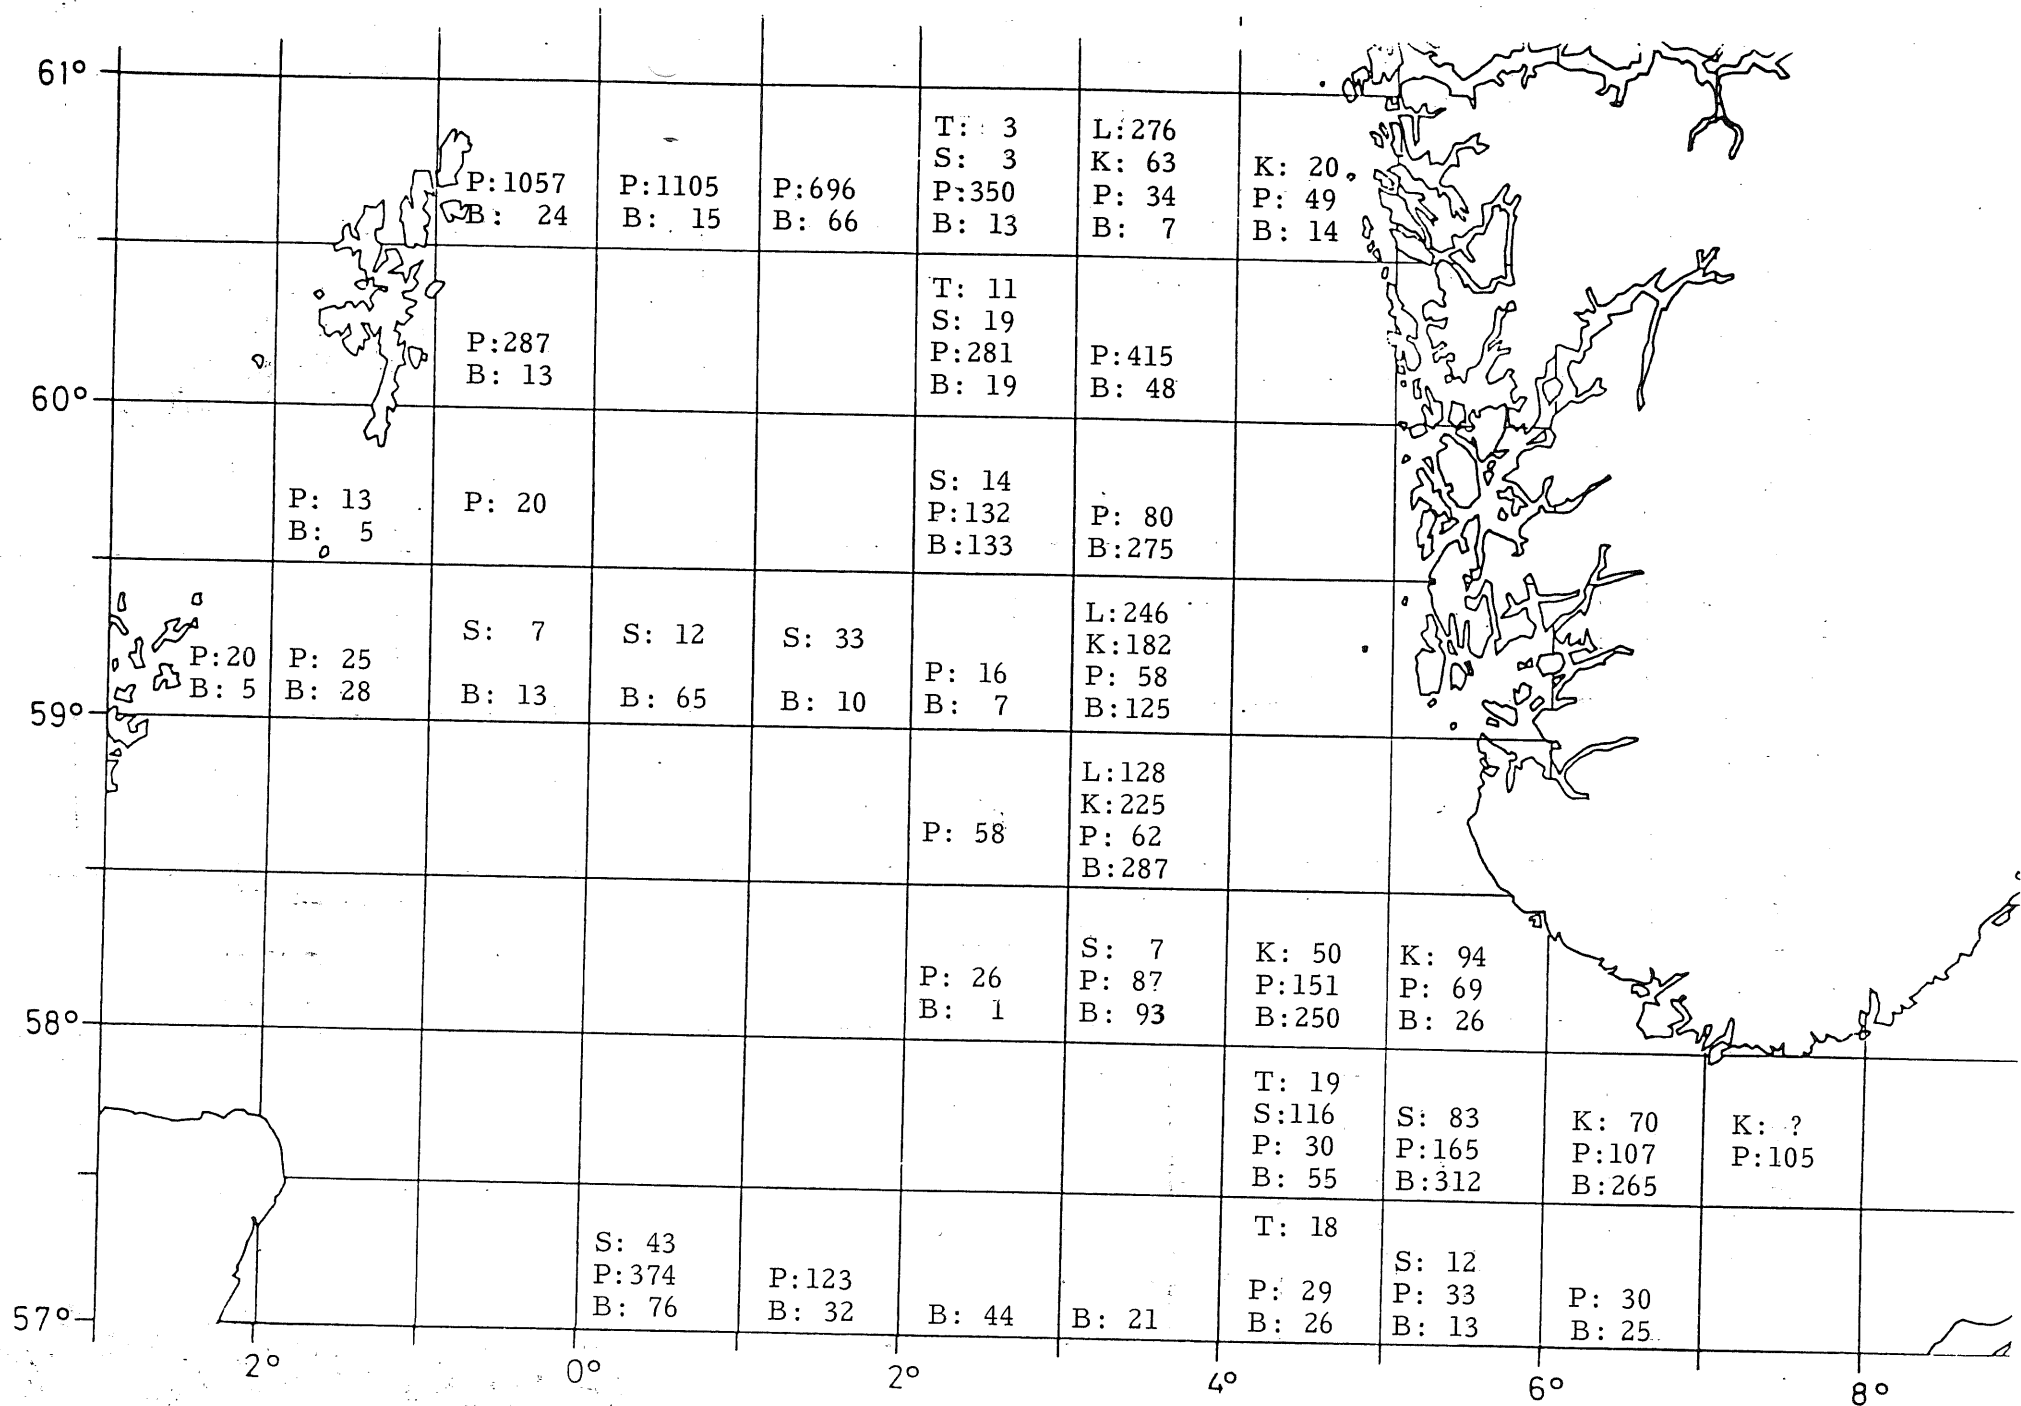 61°
P:1057
B: 24
P:1105
B: 15
P:696
B: 66
T: 3
S: 3
P:350
B: 13
L:276
K: 63
P: 34
B: 7
K: 20
P: 49
B: 14
P:287
B: 13
T: 11
S: 19
P:281
B: 19
P:415
B: 48
60°
P: 13
B: 5
P: 20
S: 14
P:132
B:133
P: 80
B:275
P:20
B: 5
P: 25
B: 28
S: 7
B: 13
S: 12
B: 65
S: 33
B: 10
P: 16
B: 7
L:246
K:182
P: 58
B:125
59°
P: 58
L:128
K:225
P: 62
B:287
P: 26
B: 1
S: 7
P: 87
B: 93
K: 50
P:151
B:250
K: 94
P: 69
B: 26
58°
T: 19
S:116
P: 30
B: 55
S: 83
P:165
B:312
K: 70
P:107
B:265
K: ?
P:105
S: 43
P:374
B: 76
P:123
B: 32
B: 44
B: 21
T: 18
P: 29
B: 26
S: 12
P: 33
B: 13
P: 30
B: 25
57°
2° 0° 2° 4° 6° 8°